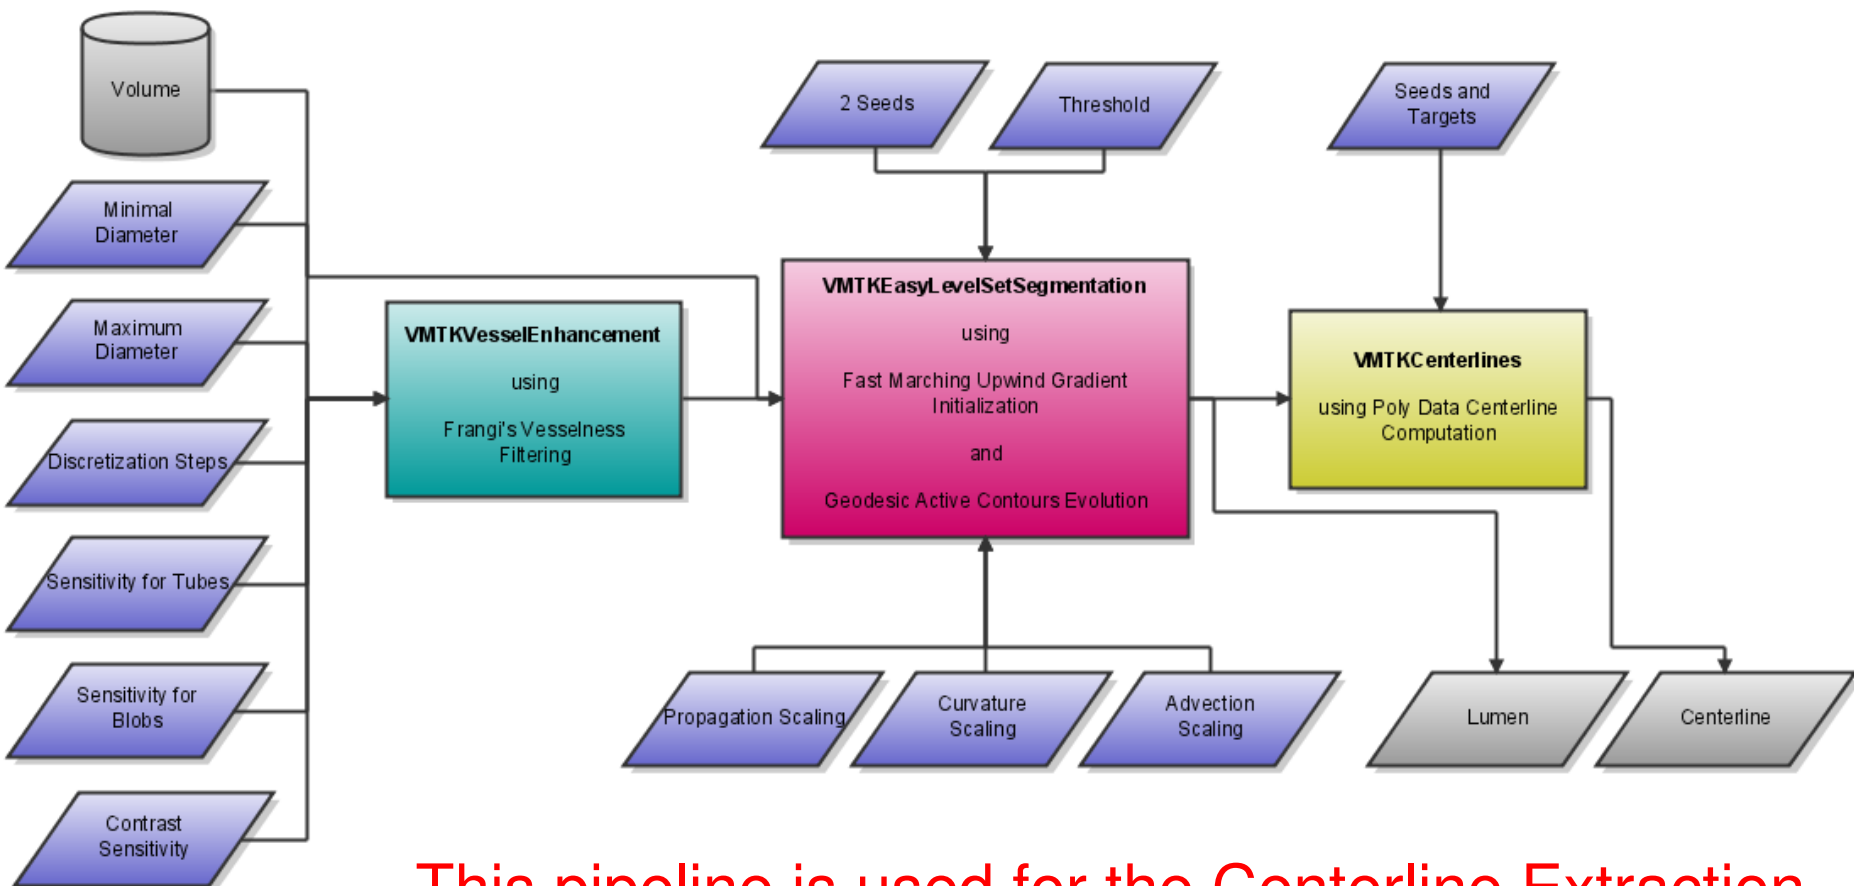 Volume
Minimal
Diameter
Maximum
Diameter
Discretization Steps
Sensitivity for Tubes
Sensitivity for
Blobs
Contrast
Sensitivity
VMTKVesselEnhancement
using
Frangi's Vesselness
Filtering
2 Seeds
Threshold
VMTKEasyLevelSetSegmentation
using
Fast Marching Upwind Gradient
Initialization
and
Geodesic Active Contours Evolution
Propagation Scaling
Curvature
Scaling
Advection
Scaling
Seeds and
Targets
VMTKCenterlines
using Poly Data Centerline
Computation
Lumen
Centerline
This pipeline is used for the Centerline Extraction